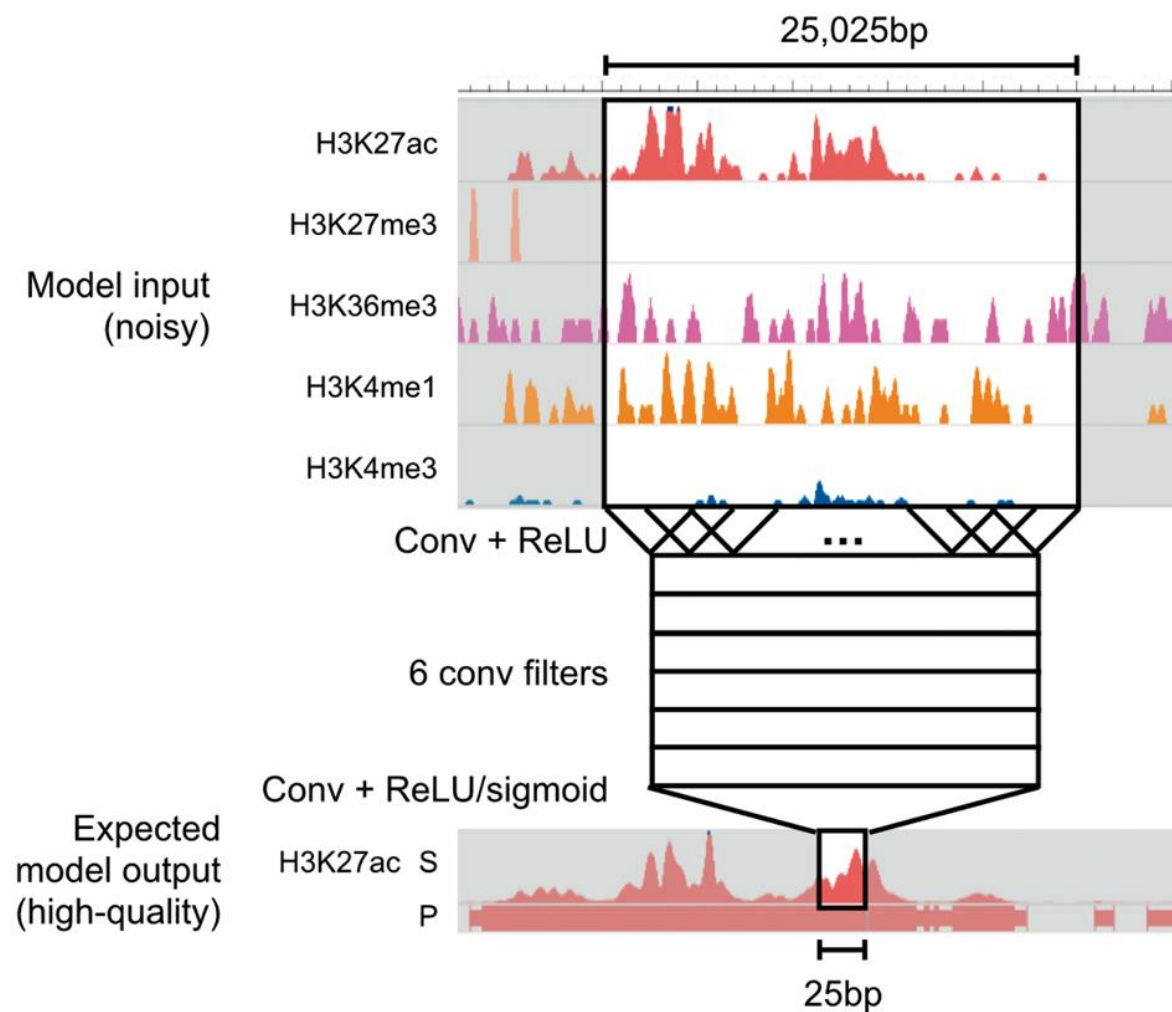 25,025bp
H3K27ac
H3K27me3
Model input
(noisy)
H3K36me3
H3K4me1
H3K4me3
Conv + ReLU
...
6 conv filters
Conv + ReLU/sigmoid
Expected
model output
(high-quality)
H3K27ac S
P
25bp